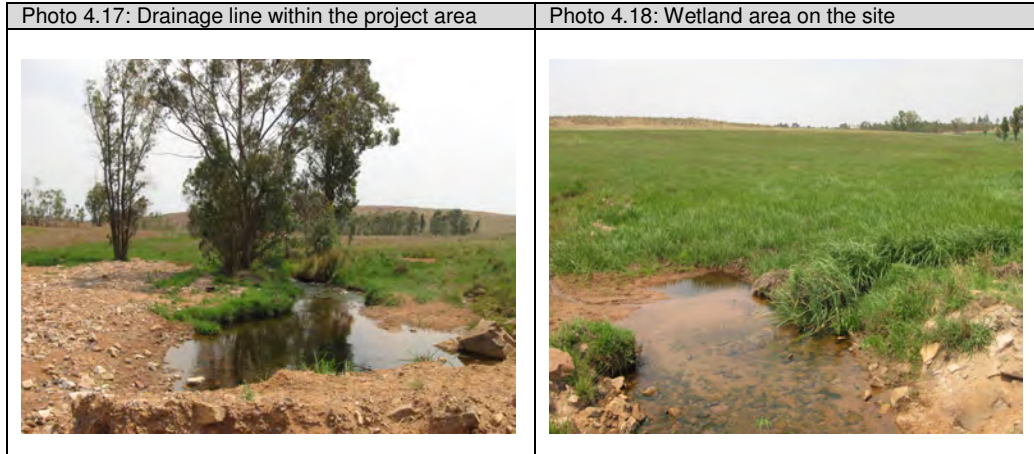 Photo 4.17: Drainage line within the project area
Photo 4.18: Wetland area on the site